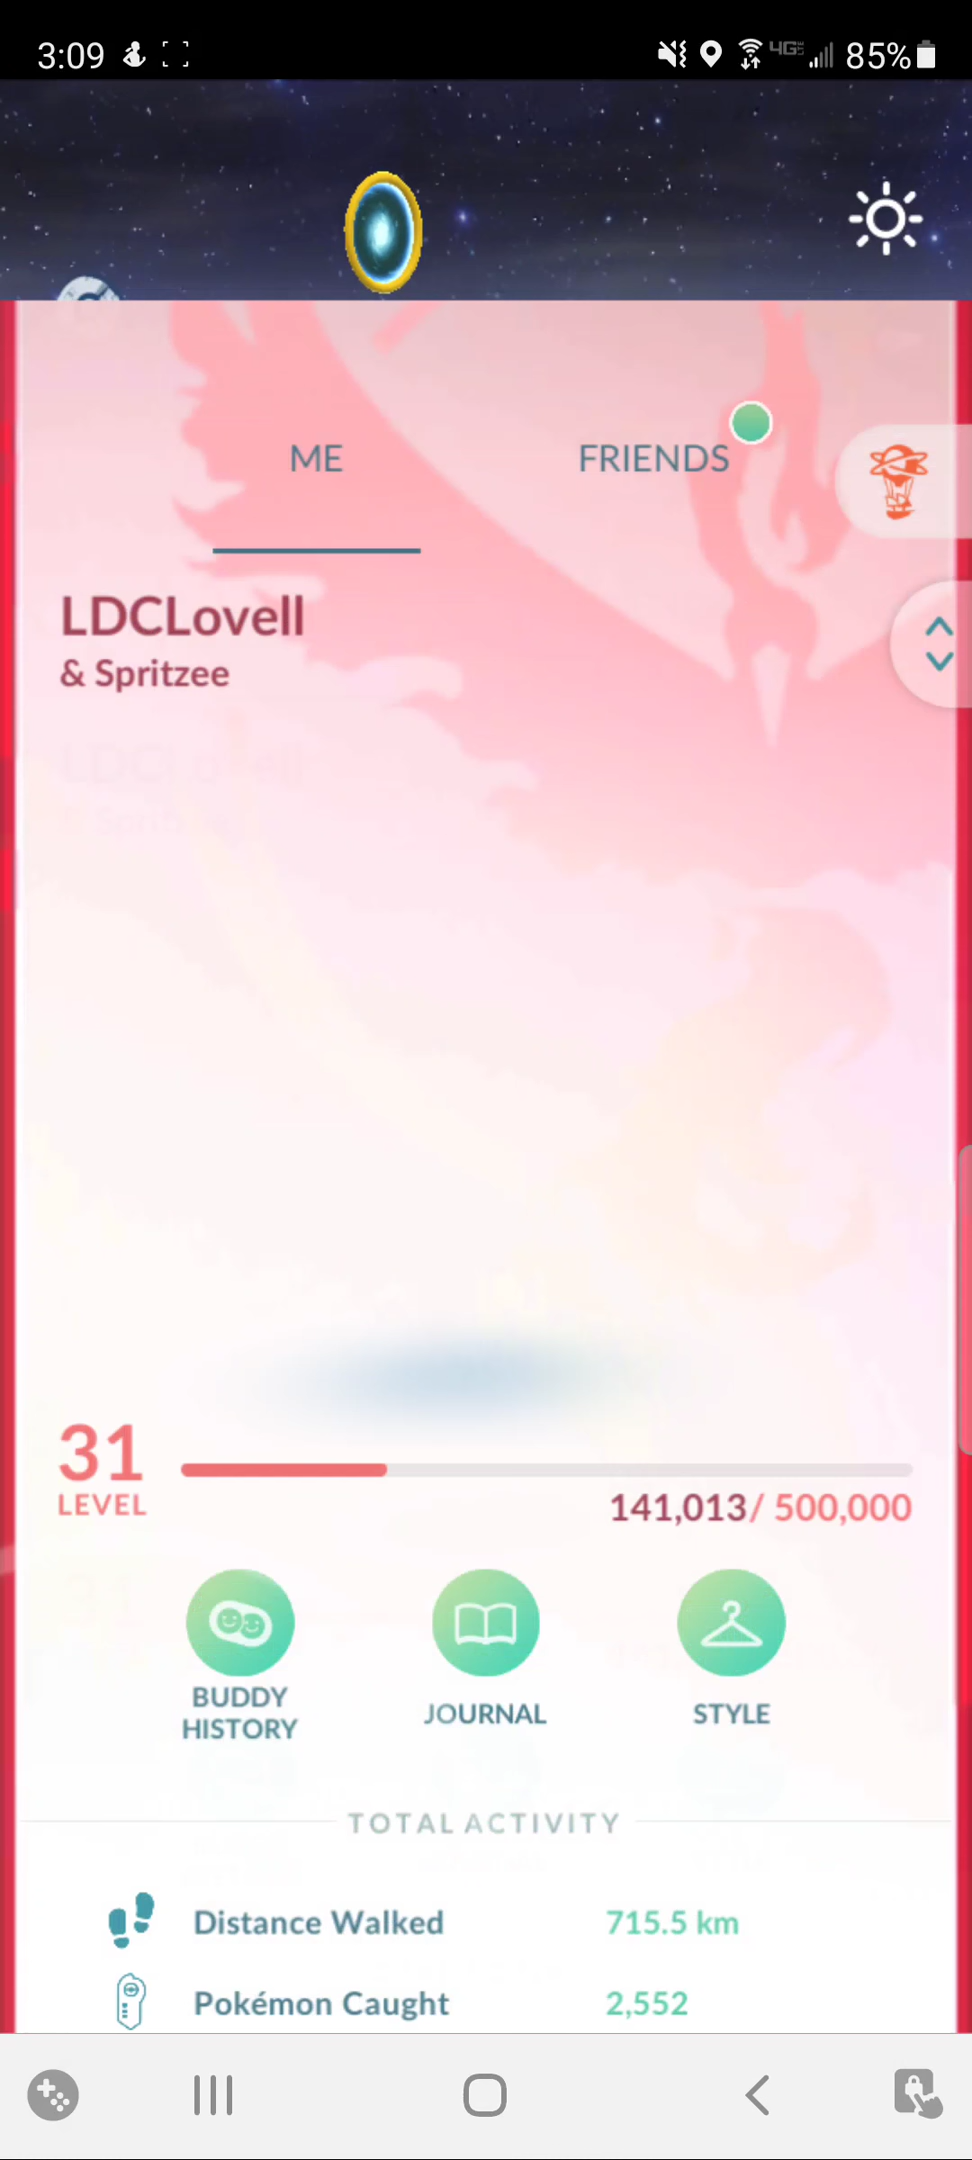 3:09
4GE 85%
ME
FRIENDS
LDCLovell
& Spritzee
31
LEVEL
141,013/ 500,000
BUDDY
HISTORY
JOURNAL
STYLE
TOTAL ACTIVITY
Distance Walked 715.5 km
Pokémon Caught 2,552